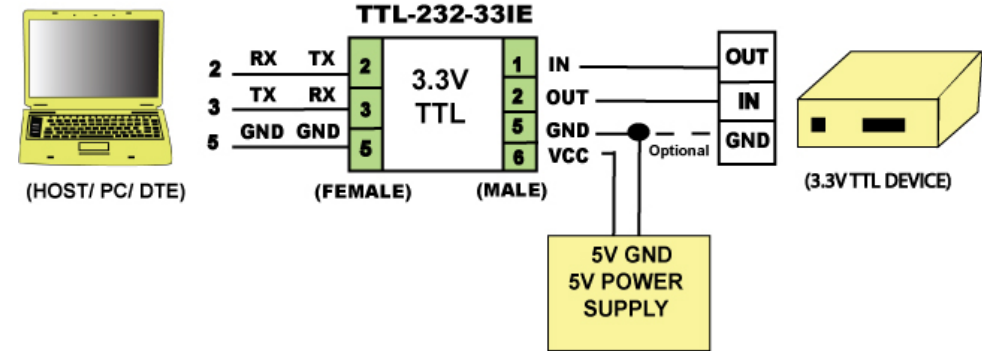 TTL-232-33IE
2 RX TX 2
3 TX RX 3
5 GND GND 5
3.3V
TTL
1 IN
2 OUT
5 GND
6 VCC
Optional
OUT
IN
GND
(HOST/ PC/ DTE)
(FEMALE)
(MALE)
(3.3V TTL DEVICE)
5V GND
5V POWER
SUPPLY